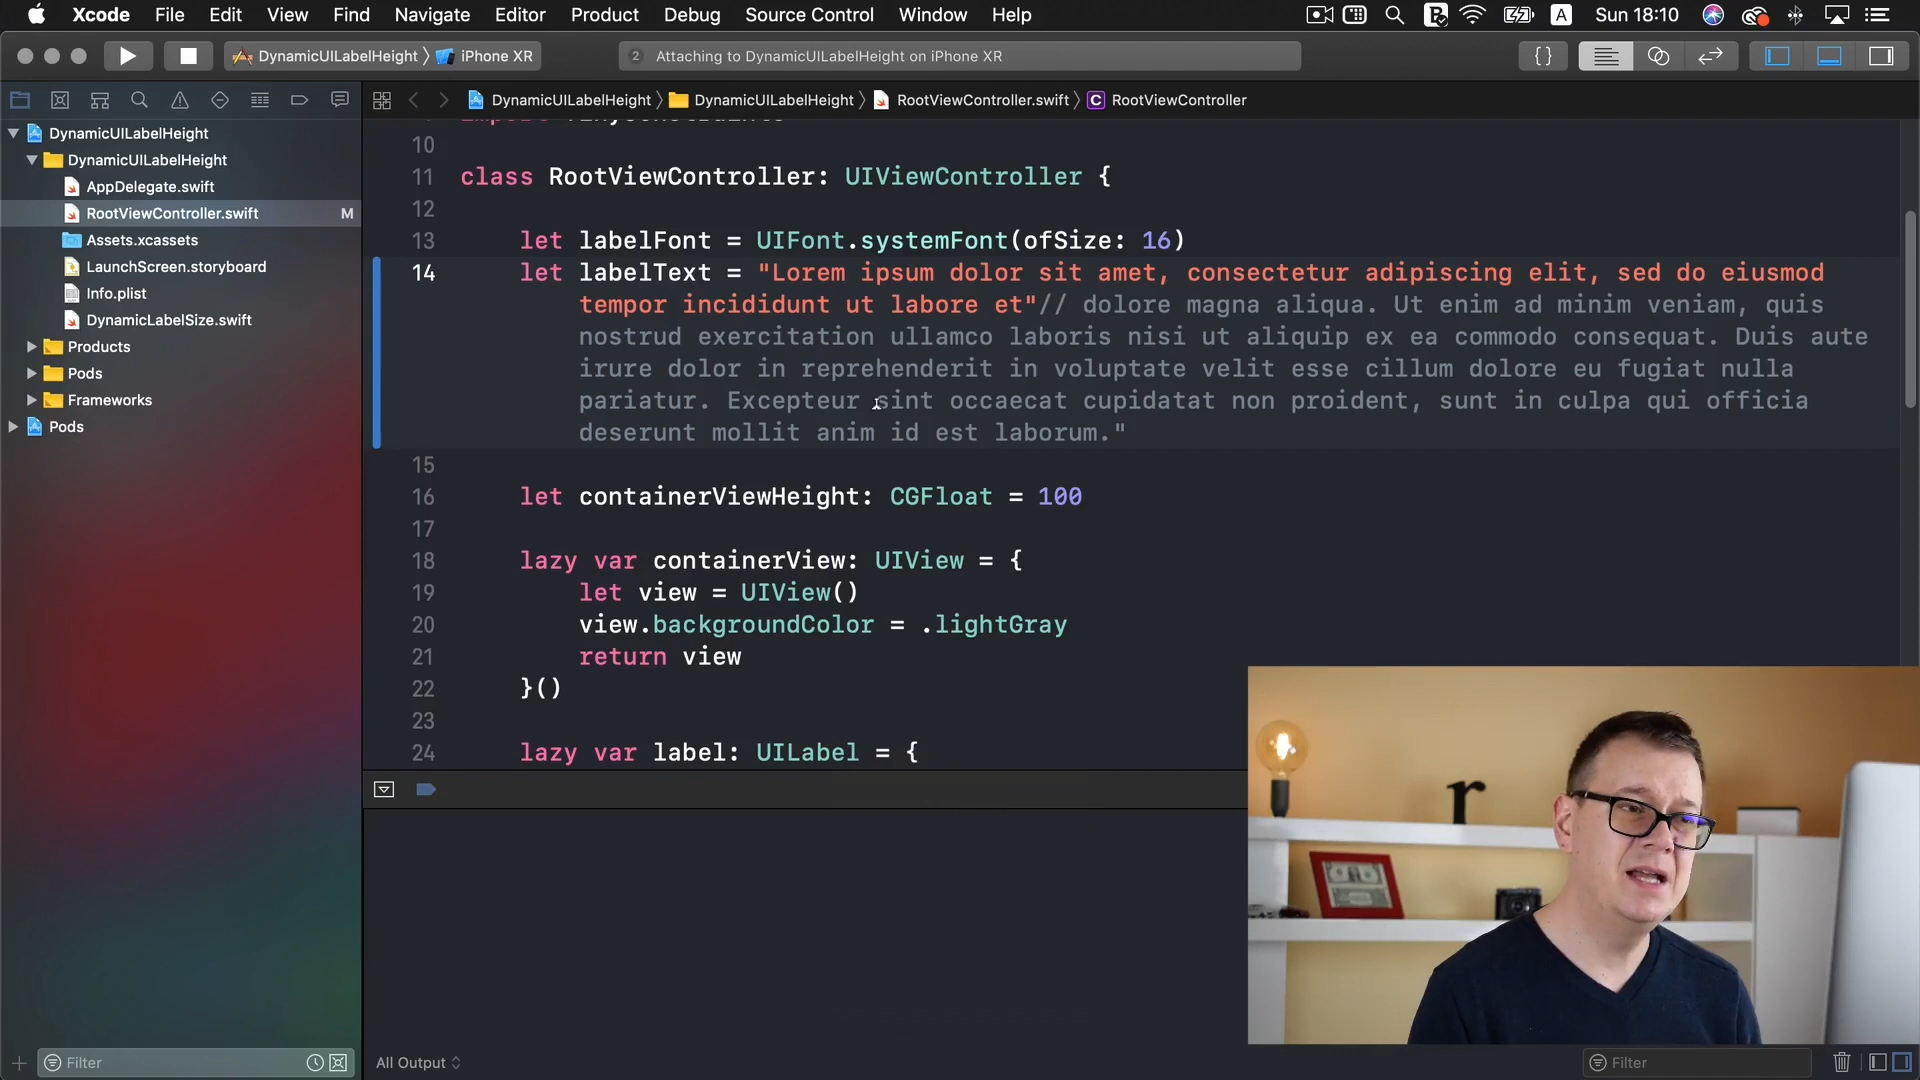 Xcode File Edit View Find Navigate Editor Product Debug Source Control Window Help A Sun 18:10
DynamicUILabelHeight 〉 iPhone XR
2 Attaching to DynamicUILabelHeight on iPhone XR
{}
DynamicUILabelHeight 〉 DynamicUILabelHeight 〉 RootViewController.swift 〉 C RootViewController
DynamicUILabelHeight
DynamicUILabelHeight
AppDelegate.swift
RootViewController.swift M
Assets.xcassets
LaunchScreen.storyboard
Info.plist
DynamicLabelSize.swift
Products
Pods
Frameworks
Pods
10
11 class RootViewController: UIViewController {
12
13 let labelFont = UIFont.systemFont(ofSize: 16)
14 let labelText = "Lorem ipsum dolor sit amet, consectetur adipiscing elit, sed do eiusmod
tempor incididunt ut labore et"// dolore magna aliqua. Ut enim ad minim veniam, quis
nostrud exercitation ullamco laboris nisi ut aliquip ex ea commodo consequat. Duis aute
irure dolor in reprehenderit in voluptate velit esse cillum dolore eu fugiat nulla
pariatur. Excepteur sint occaecat cupidatat non proident, sunt in culpa qui officia
deserunt mollit anim id est laborum."
15
16 let containerViewHeight: CGFloat = 100
17
18 lazy var containerView: UIView = {
19 let view = UIView()
20 view.backgroundColor = .lightGray
21 return view
22 }()
23
24 lazy var label: UILabel = {
r
Filter
All Output
Filter